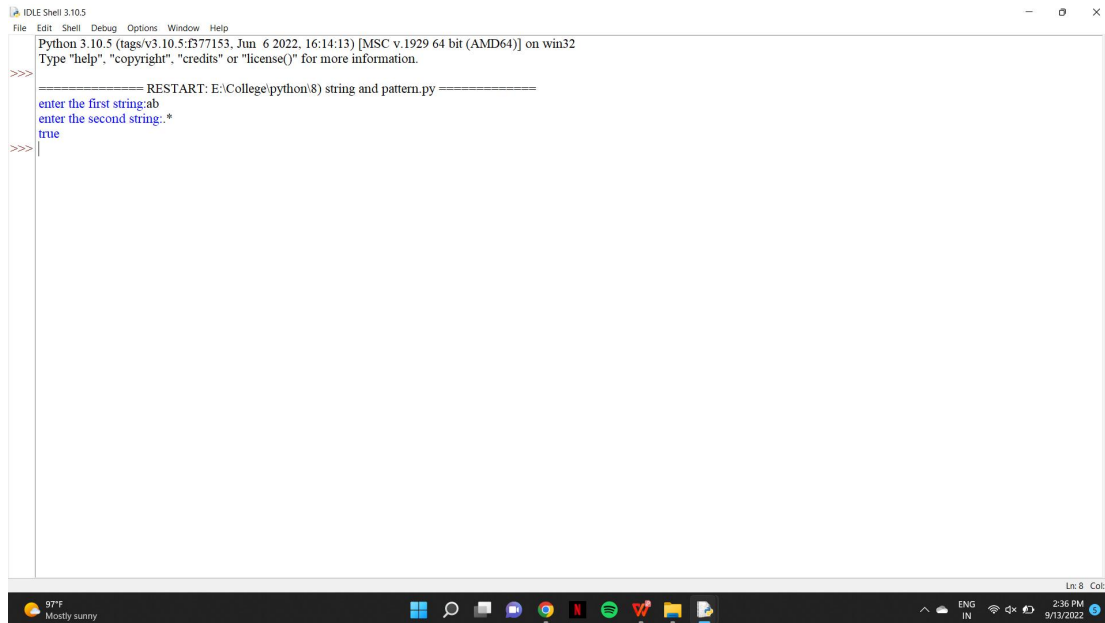 IDLE Shell 3.10.5
File Edit Shell Debug Options Window Help
Python 3.10.5 (tags/v3.10.5:f377153, Jun  6 2022, 16:14:13) [MSC v.1929 64 bit (AMD64)] on win32
Type "help", "copyright", "credits" or "license()" for more information.
>>>
============== RESTART: E:\College\python\8) string and pattern.py =============
enter the first string:ab
enter the second string:.*
true
>>>
Ln: 8 Col:
97°F
Mostly sunny
ENG
IN
2:36 PM
9/13/2022
5